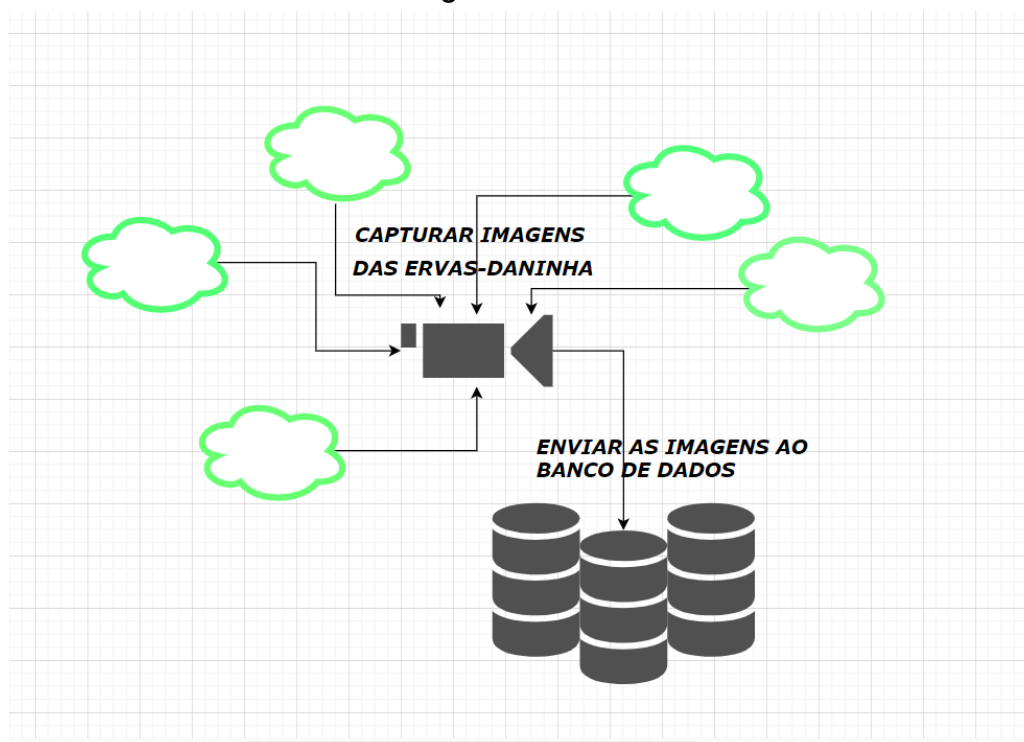 CAPTURAR IMAGENS
DAS ERVAS-DANINHA
ENVIAR AS IMAGENS AO
BANCO DE DADOS